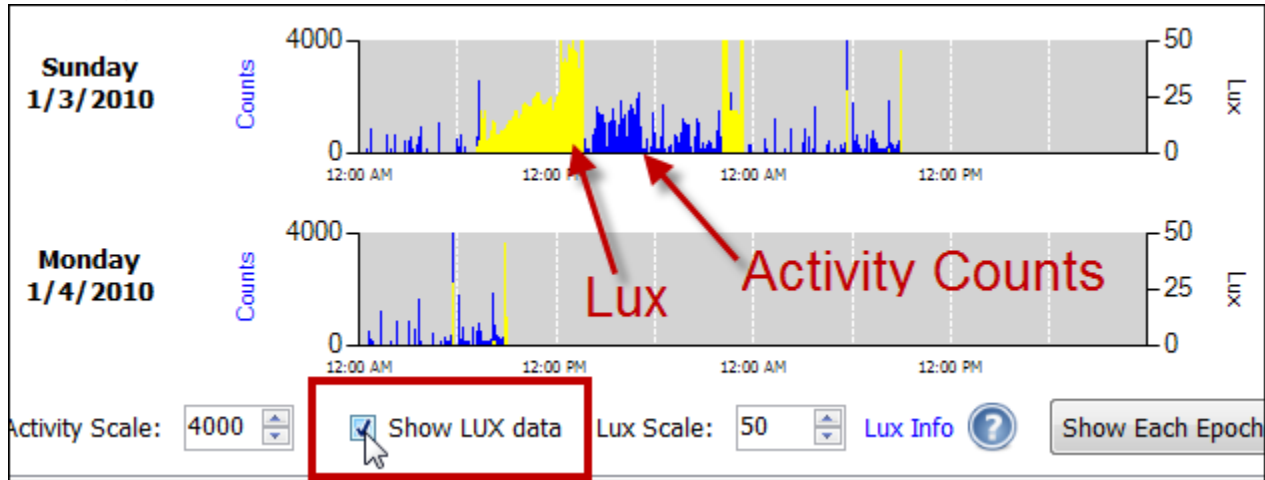 Sunday
1/3/2010
Counts
4000
0
50
25
0
Lux
12:00 AM
12:00 PM
12:00 AM
12:00 PM
Lux
Activity Counts
Monday
1/4/2010
Counts
4000
0
50
25
0
Lux
12:00 AM
12:00 PM
12:00 AM
12:00 PM
Activity Scale: 4000 Show LUX data Lux Scale: 50 Lux Info ? Show Each Epoch